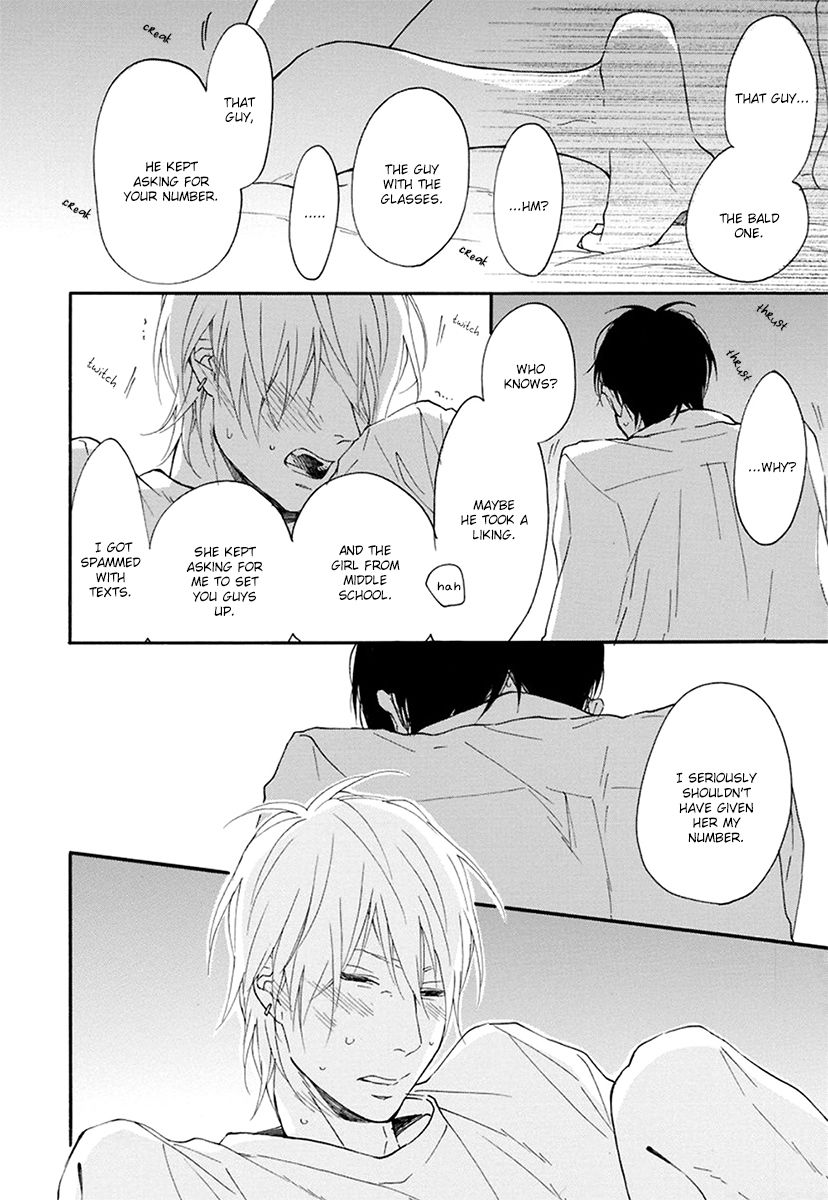 THAT
GUY...
THE BALD
ONE.
...HM?
THE GUY
WITH THE
GLASSES.
.....
THAT
GUY,
HE KEPT
ASKING FOR
YOUR NUMBER.
creak
creak
creak
thrust
thrust
...WHY?
WHO
KNOWS?
MAYBE
HE TOOK A
LIKING.
twitch
twitch
hah
AND THE
GIRL FROM
MIDDLE
SCHOOL.
SHE KEPT
ASKING FOR
ME TO SET
YOU GUYS
UP.
I GOT
SPAMMED
WITH
TEXTS.
I SERIOUSLY
SHOULDN'T
HAVE GIVEN
HER MY
NUMBER.